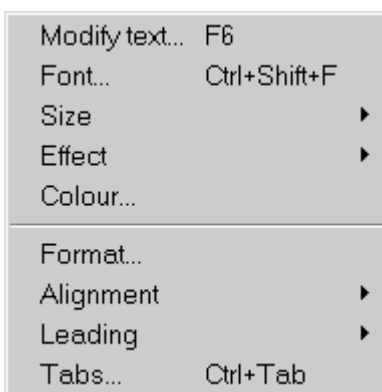 Modify text... F6
Font... Ctrl+Shift+F
Size
Effect
Colour...
Format...
Alignment
Leading
Tabs... Ctrl+Tab